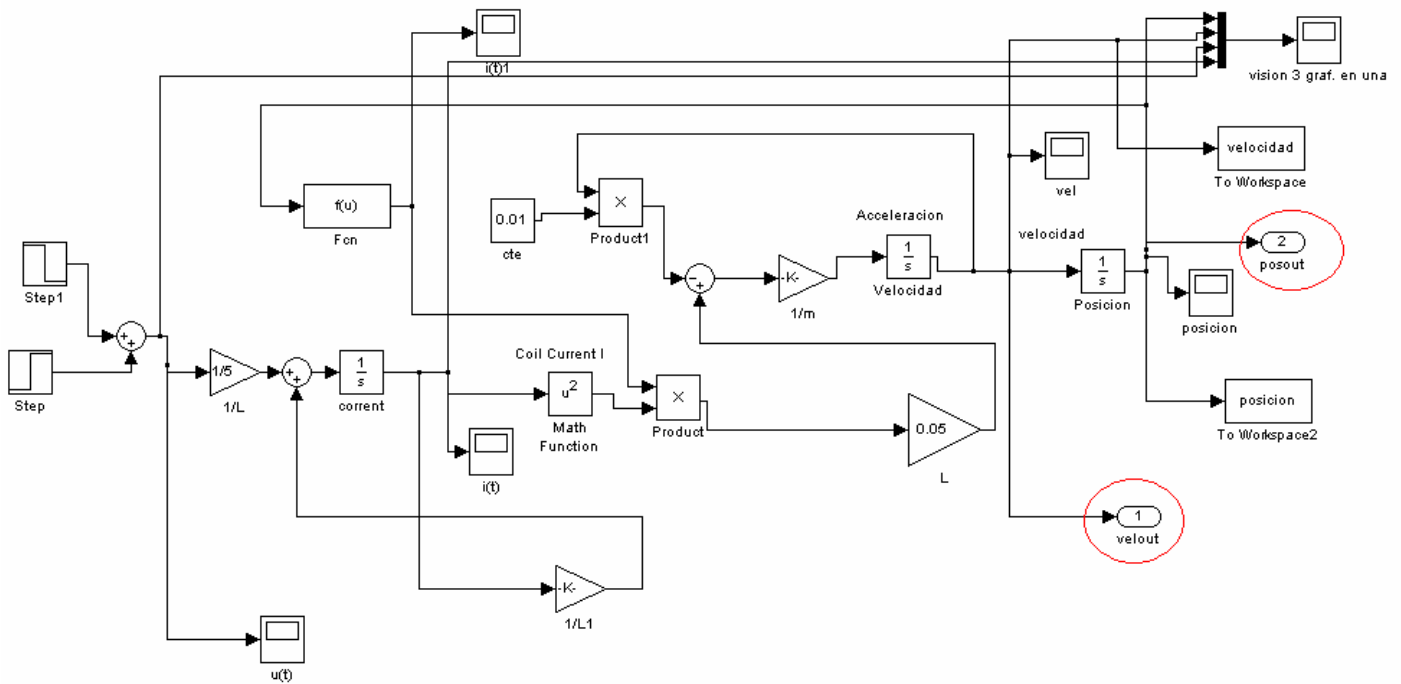 i(t)1
vision 3 graf. en una
velocidad
To Workspace
vel
f(u)
Fcn
×
Product1
0.01
cte
Acceleracion
1
s
Velocidad
velocidad
1
s
Posicion
2
posout
posicion
Step1
-
+
-K-
1/m
+
+
Step
1/5
1/L
+
+
1
s
corrent
Coil Current I
u2
Math
Function
×
Product
0.05
L
posicion
To Workspace2
i(t)
1
velout
-K-
1/L1
u(t)